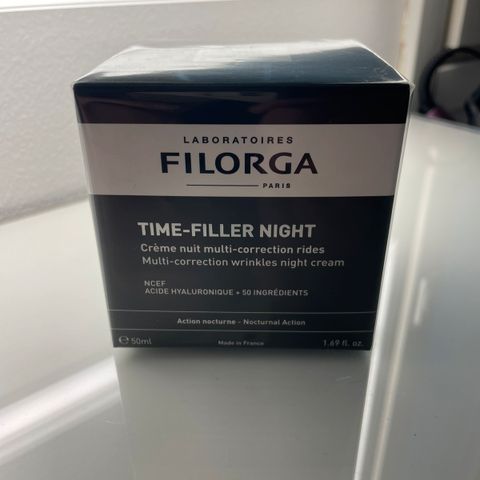 LABORATOIRES
FILORGA
PARIS
TIME-FILLER NIGHT
Crème nuit multi-correction rides
Multi-correction wrinkles night cream
NCEF
ACIDE HYALURONIQUE + 50 INGRÉDIENTS
Action nocturne - Nocturnal Action
℮ 50ml Made in France 1.69 fl. oz.